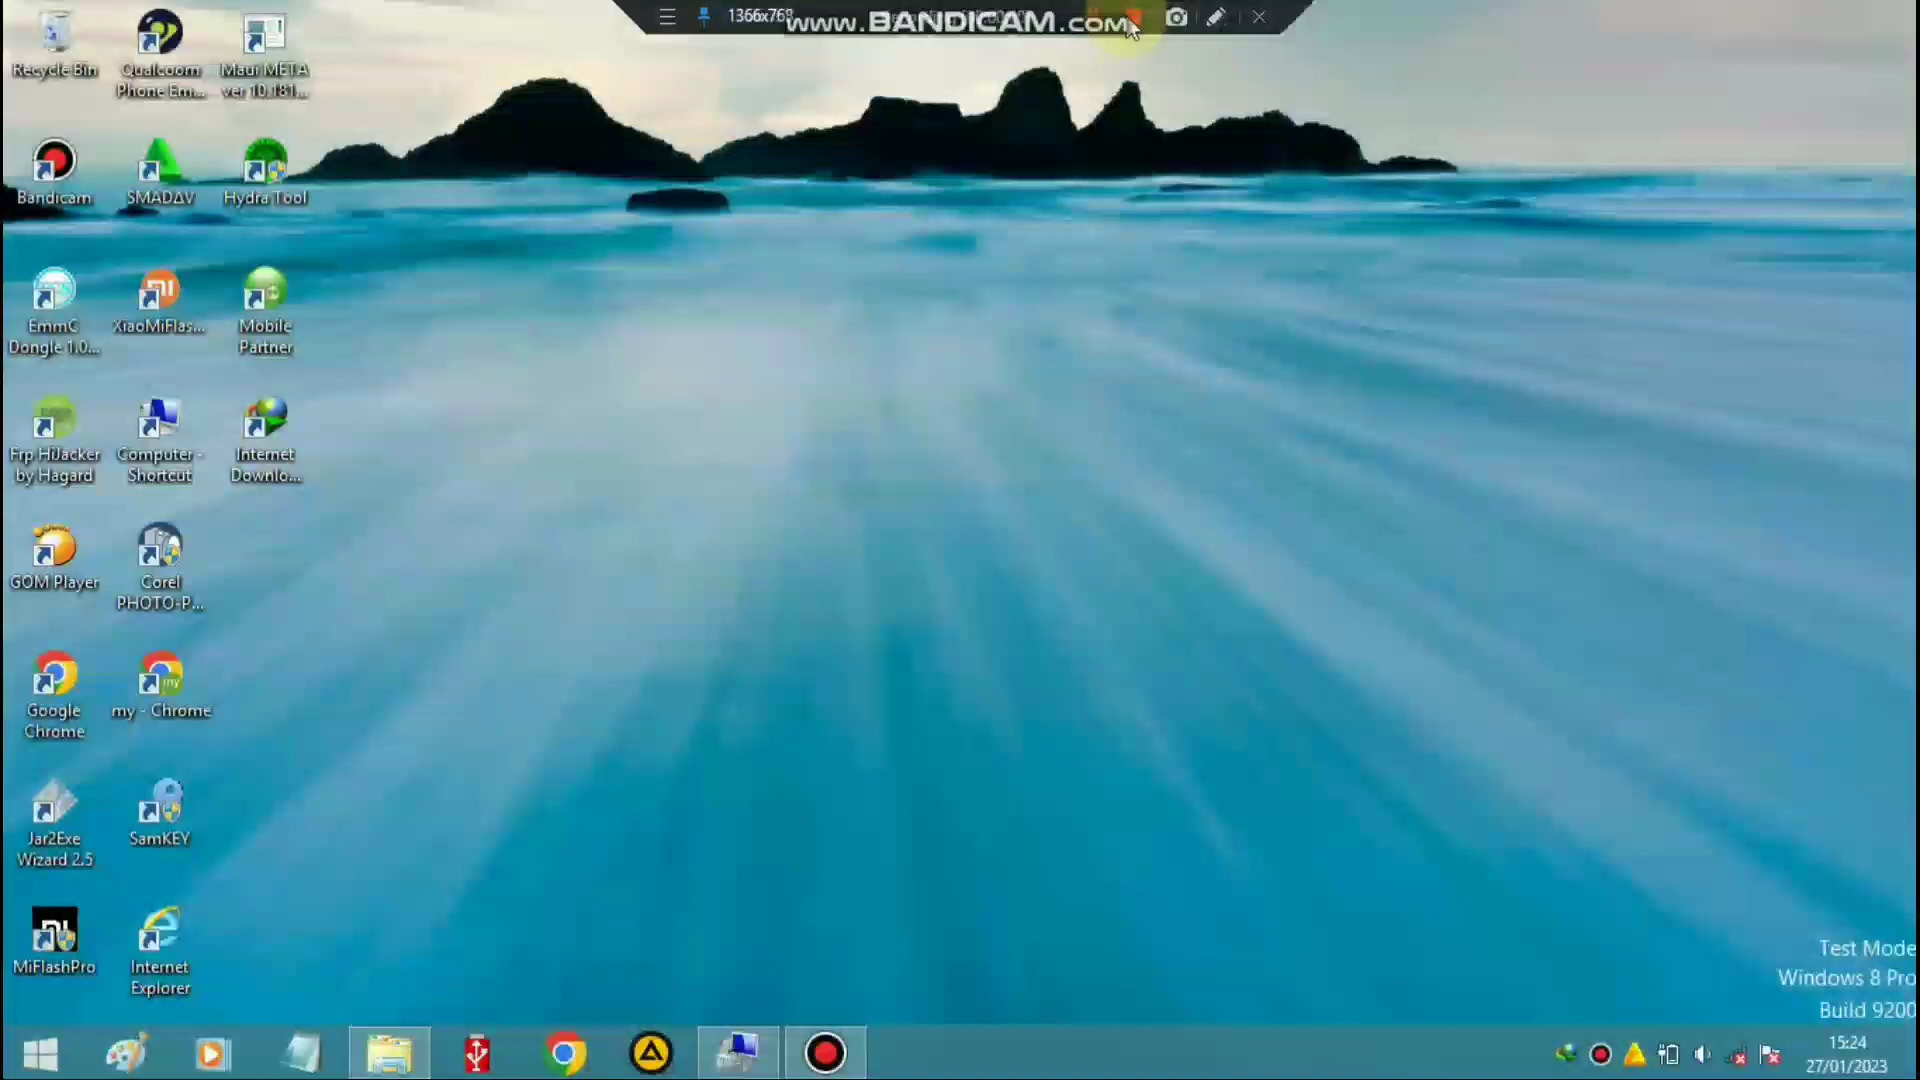 1366x768
www.BANDICAM.com
Recycle Bin
Qualcoom
Phone Em...
Maui META
ver 10.181...
Bandicam
SMADΔV
Hydra Tool
EmmC
Dongle 1.0...
XiaoMiFlas...
Mobile
Partner
Frp HiJacker
by Hagard
Computer -
Shortcut
Internet
Downlo...
GOM Player
Corel
PHOTO-P...
Google
Chrome
my - Chrome
Jar2Exe
Wizard 2.5
SamKEY
MiFlashPro
Internet
Explorer
Test Mode
Windows 8 Pro
Build 9200
15:24
27/01/2023